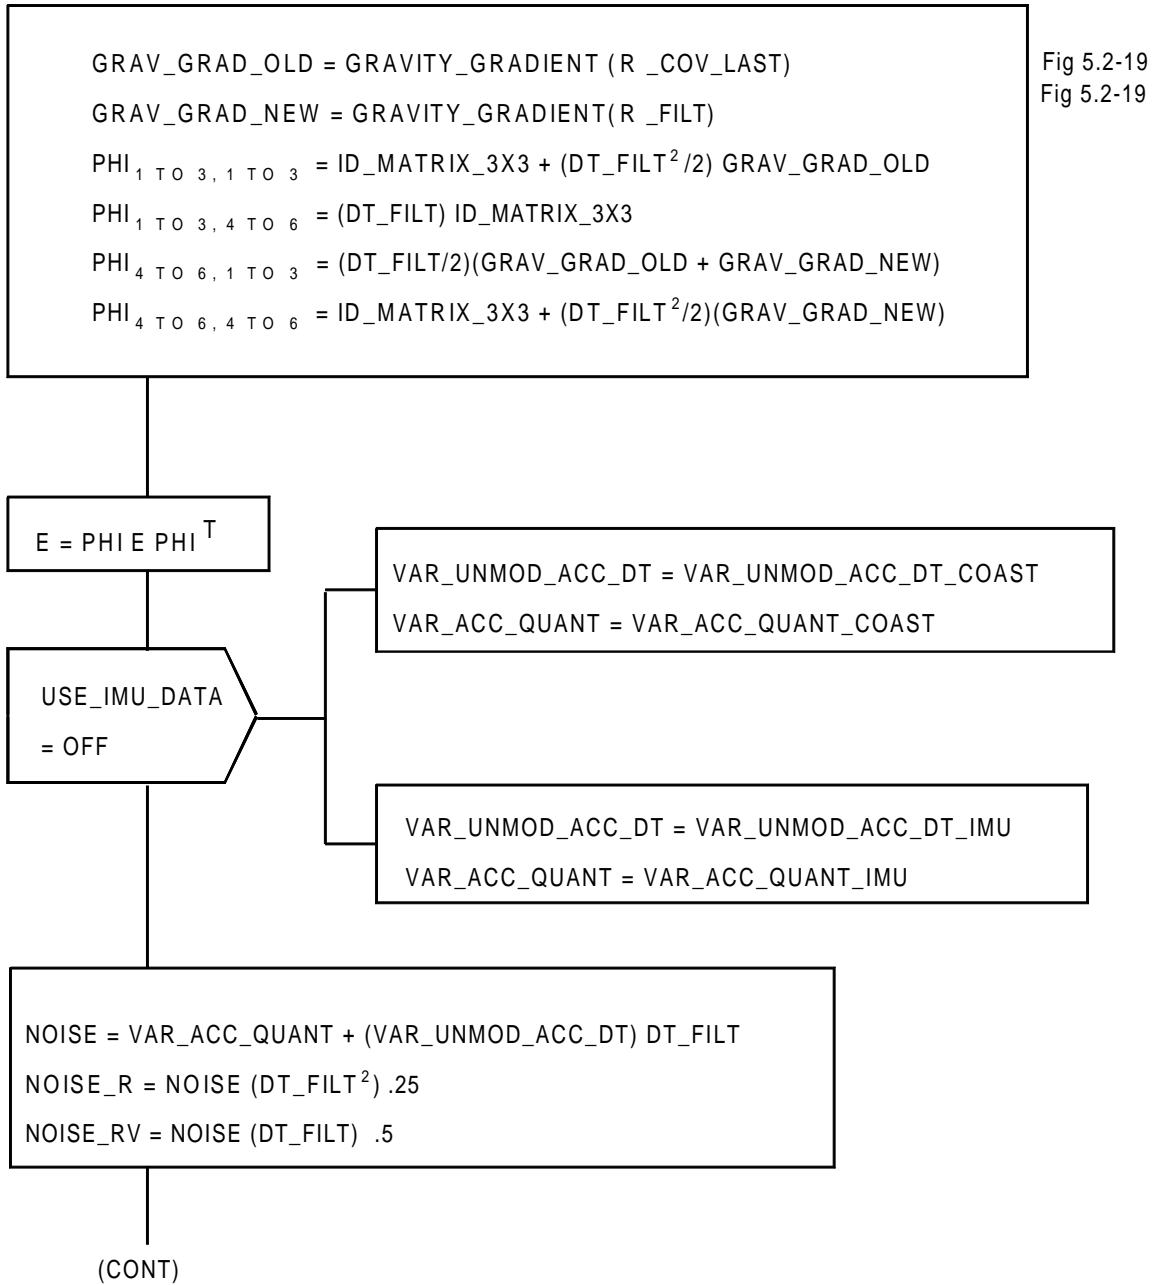 GRAV_GRAD_OLD = GRAVITY_GRADIENT (R _COV_LAST)
Fig 5.2-19
GRAV_GRAD_NEW = GRAVITY_GRADIENT( R _FILT)
Fig 5.2-19
PHI 1 TO 3, 1 TO 3 = ID_MATRIX_3X3 + (DT_FILT²/2) GRAV_GRAD_OLD
PHI 1 TO 3, 4 TO 6 = (DT_FILT) ID_MATRIX_3X3
PHI 4 TO 6, 1 TO 3 = (DT_FILT/2)(GRAV_GRAD_OLD + GRAV_GRAD_NEW)
PHI 4 TO 6, 4 TO 6 = ID_MATRIX_3X3 + (DT_FILT²/2)(GRAV_GRAD_NEW)
E = PHI E PHI T
VAR_UNMOD_ACC_DT = VAR_UNMOD_ACC_DT_COAST
VAR_ACC_QUANT = VAR_ACC_QUANT_COAST
USE_IMU_DATA
= OFF
VAR_UNMOD_ACC_DT = VAR_UNMOD_ACC_DT_IMU
VAR_ACC_QUANT = VAR_ACC_QUANT_IMU
NOISE = VAR_ACC_QUANT + (VAR_UNMOD_ACC_DT) DT_FILT
NOISE_R = NOISE (DT_FILT²) .25
NOISE_RV = NOISE (DT_FILT) .5
(CONT)